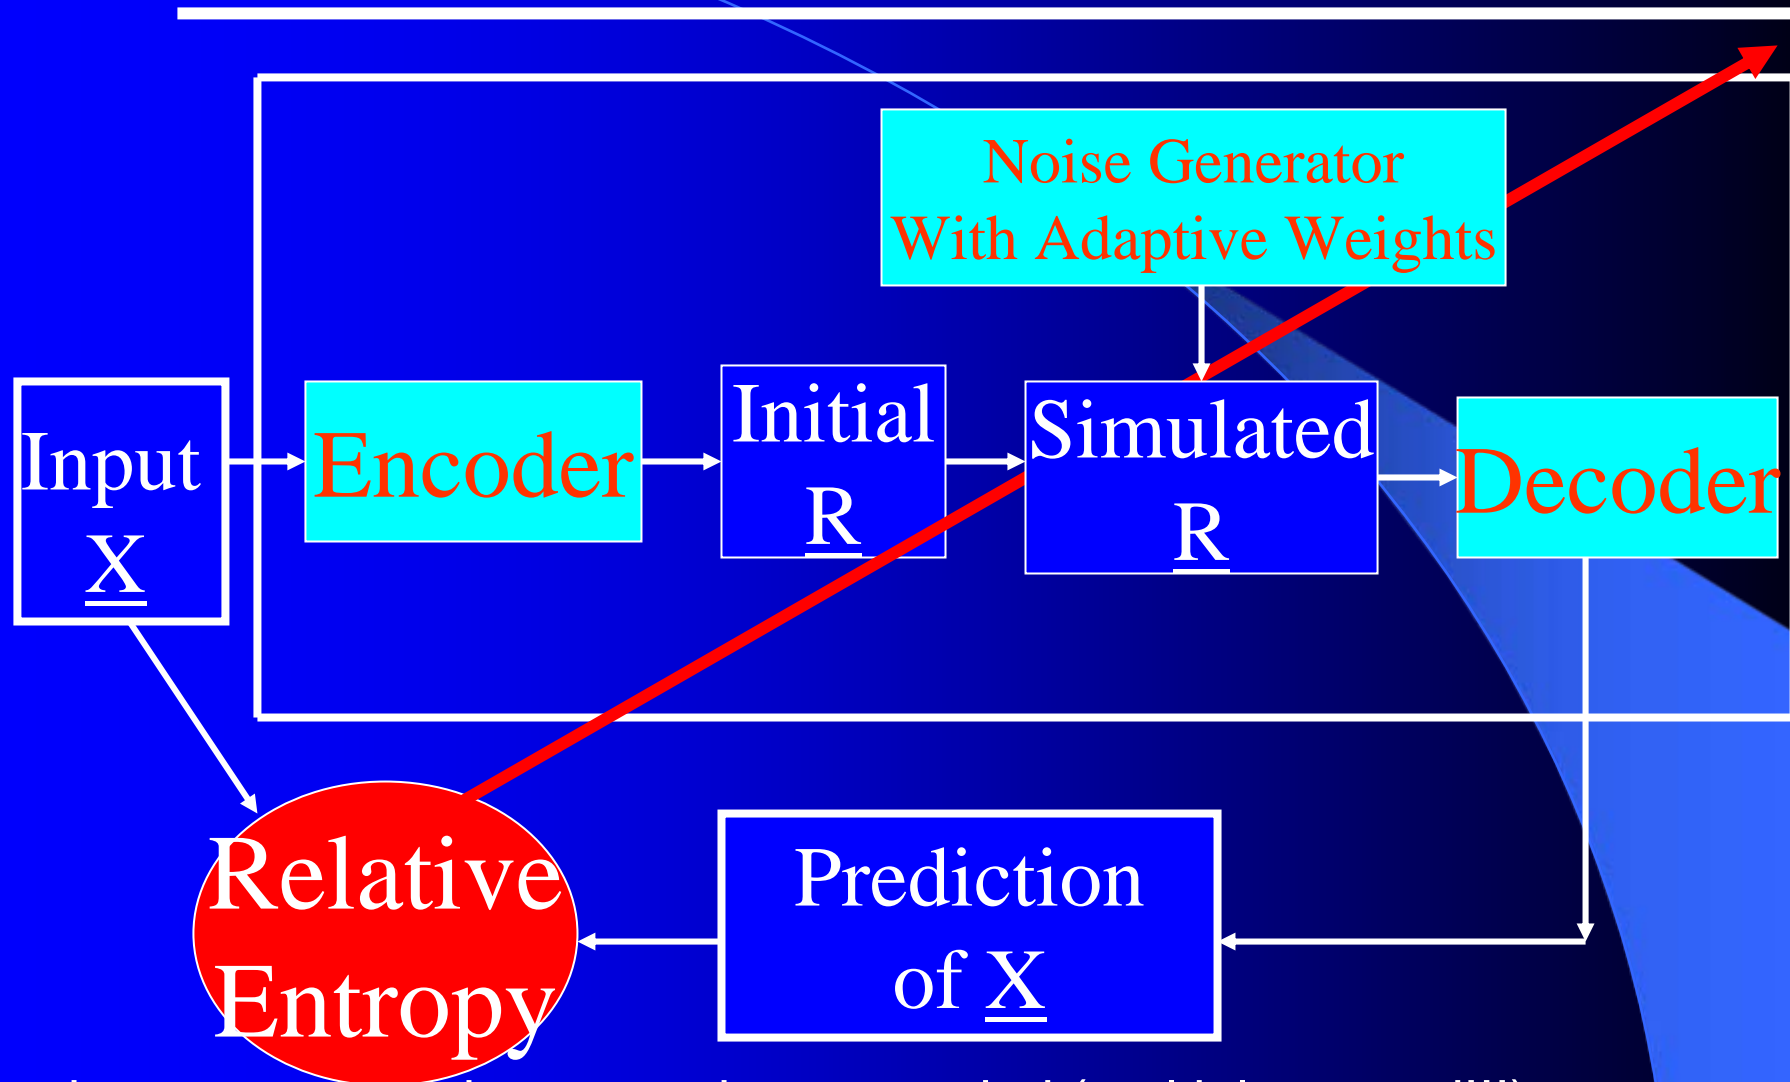 Noise Generator
With Adaptive Weights
Input
X
Encoder
Initial
R
Simulated
R
Decoder
Relative
Entropy
Prediction
of X